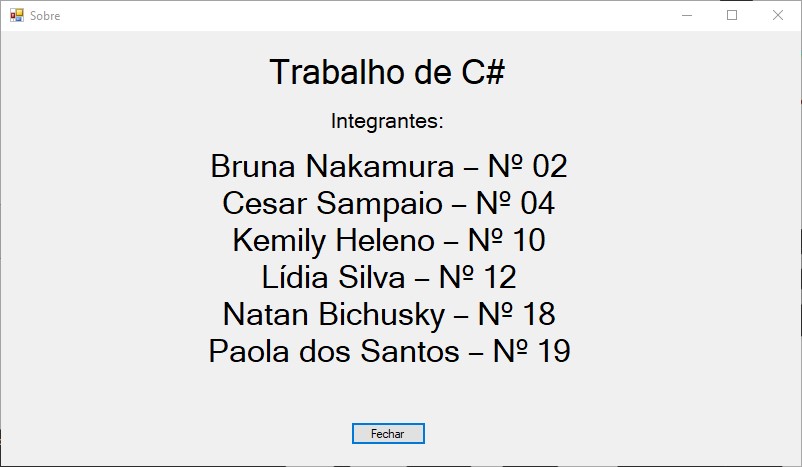 Sobre
Trabalho de C#
Integrantes:
Bruna Nakamura – Nº 02
Cesar Sampaio – Nº 04
Kemily Heleno – Nº 10
Lídia Silva – Nº 12
Natan Bichusky – Nº 18
Paola dos Santos – Nº 19
Fechar